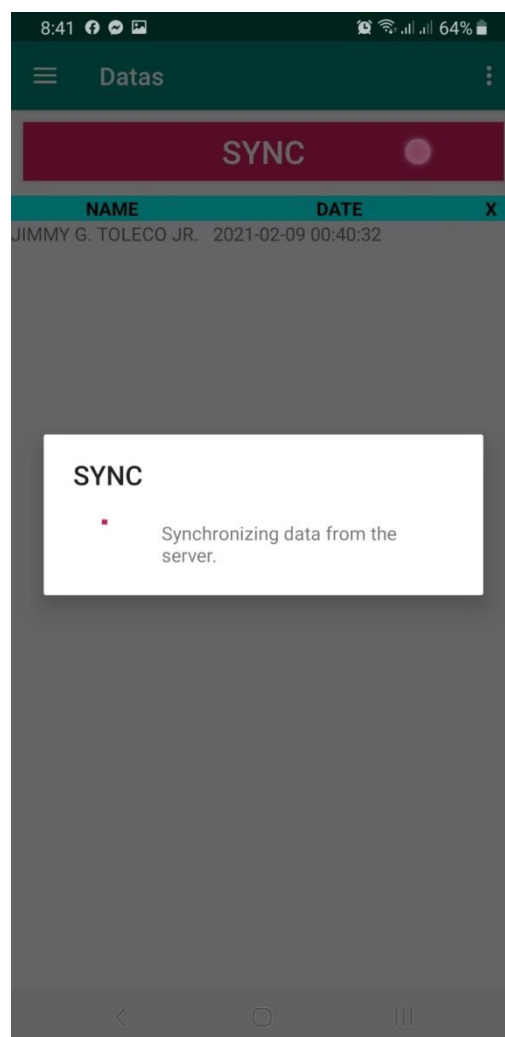 8:41 64%
Datas
SYNC
NAME DATE X
JIMMY G. TOLECO JR. 2021-02-09 00:40:32
SYNC
Synchronizing data from the
server.